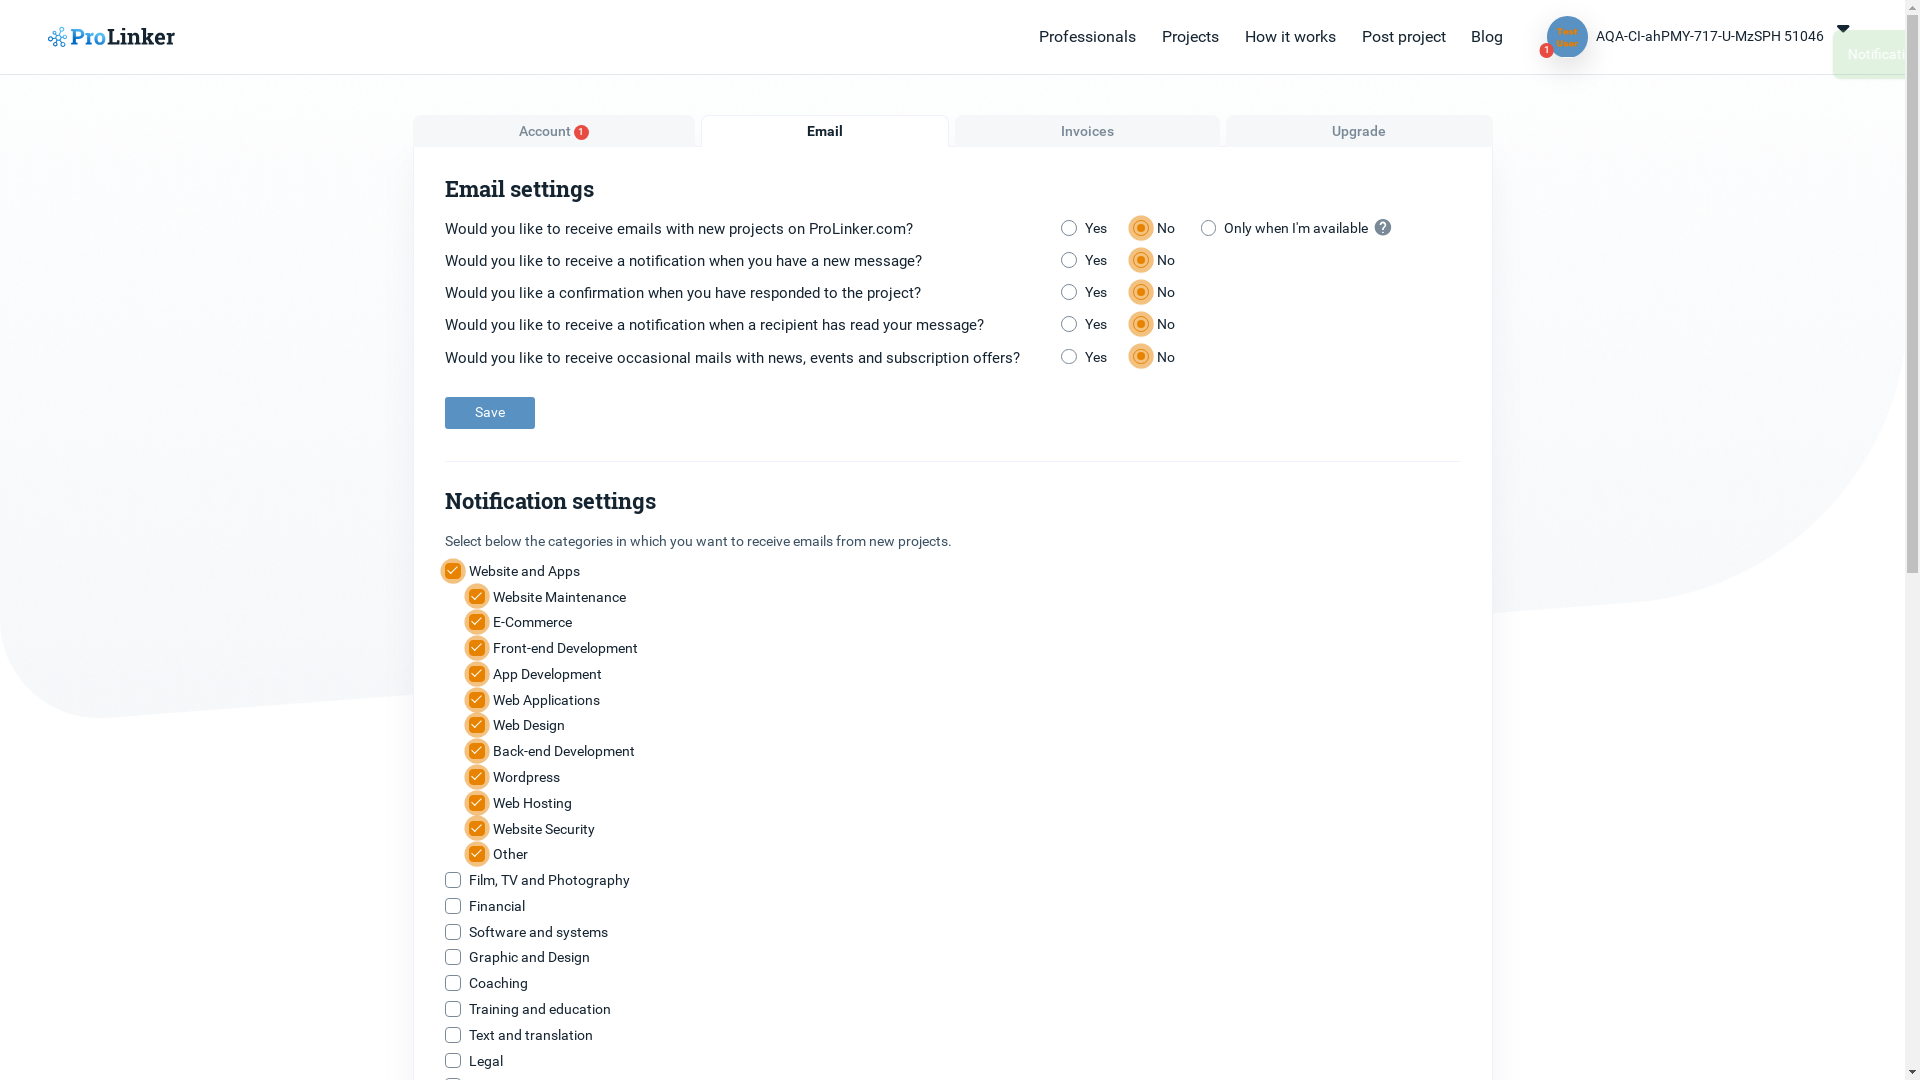 ProLinker
Professionals
Projects
How it works
Post project
Blog
Test
User
1
AQA-CI-ahPMY-717-U-MzSPH 51046
Account 1
Email
Invoices
Upgrade
Email settings
Would you like to receive emails with new projects on ProLinker.com?
Yes
No
Only when I'm available
?
Would you like to receive a notification when you have a new message?
Yes
No
Would you like a confirmation when you have responded to the project?
Yes
No
Would you like to receive a notification when a recipient has read your message?
Yes
No
Would you like to receive occasional mails with news, events and subscription offers?
Yes
No
Save
Notification settings
Select below the categories in which you want to receive emails from new projects.
Website and Apps
Website Maintenance
E-Commerce
Front-end Development
App Development
Web Applications
Web Design
Back-end Development
Wordpress
Web Hosting
Website Security
Other
Film, TV and Photography
Financial
Software and systems
Graphic and Design
Coaching
Training and education
Text and translation
Legal